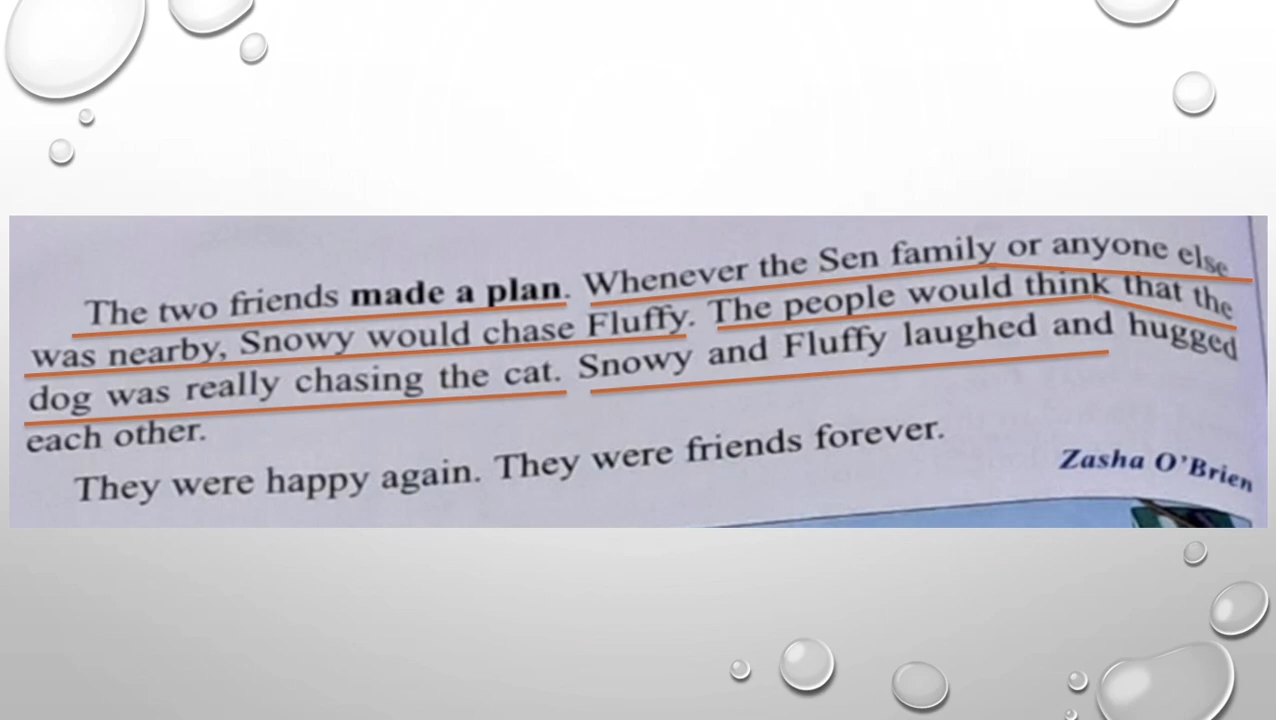 The two friends made a plan. Whenever the Sen family or anyone else
was nearby, Snowy would chase Fluffy. The people would think that the
dog was really chasing the cat. Snowy and Fluffy laughed and hugged
each other.
They were happy again. They were friends forever.
Zasha O'Brien